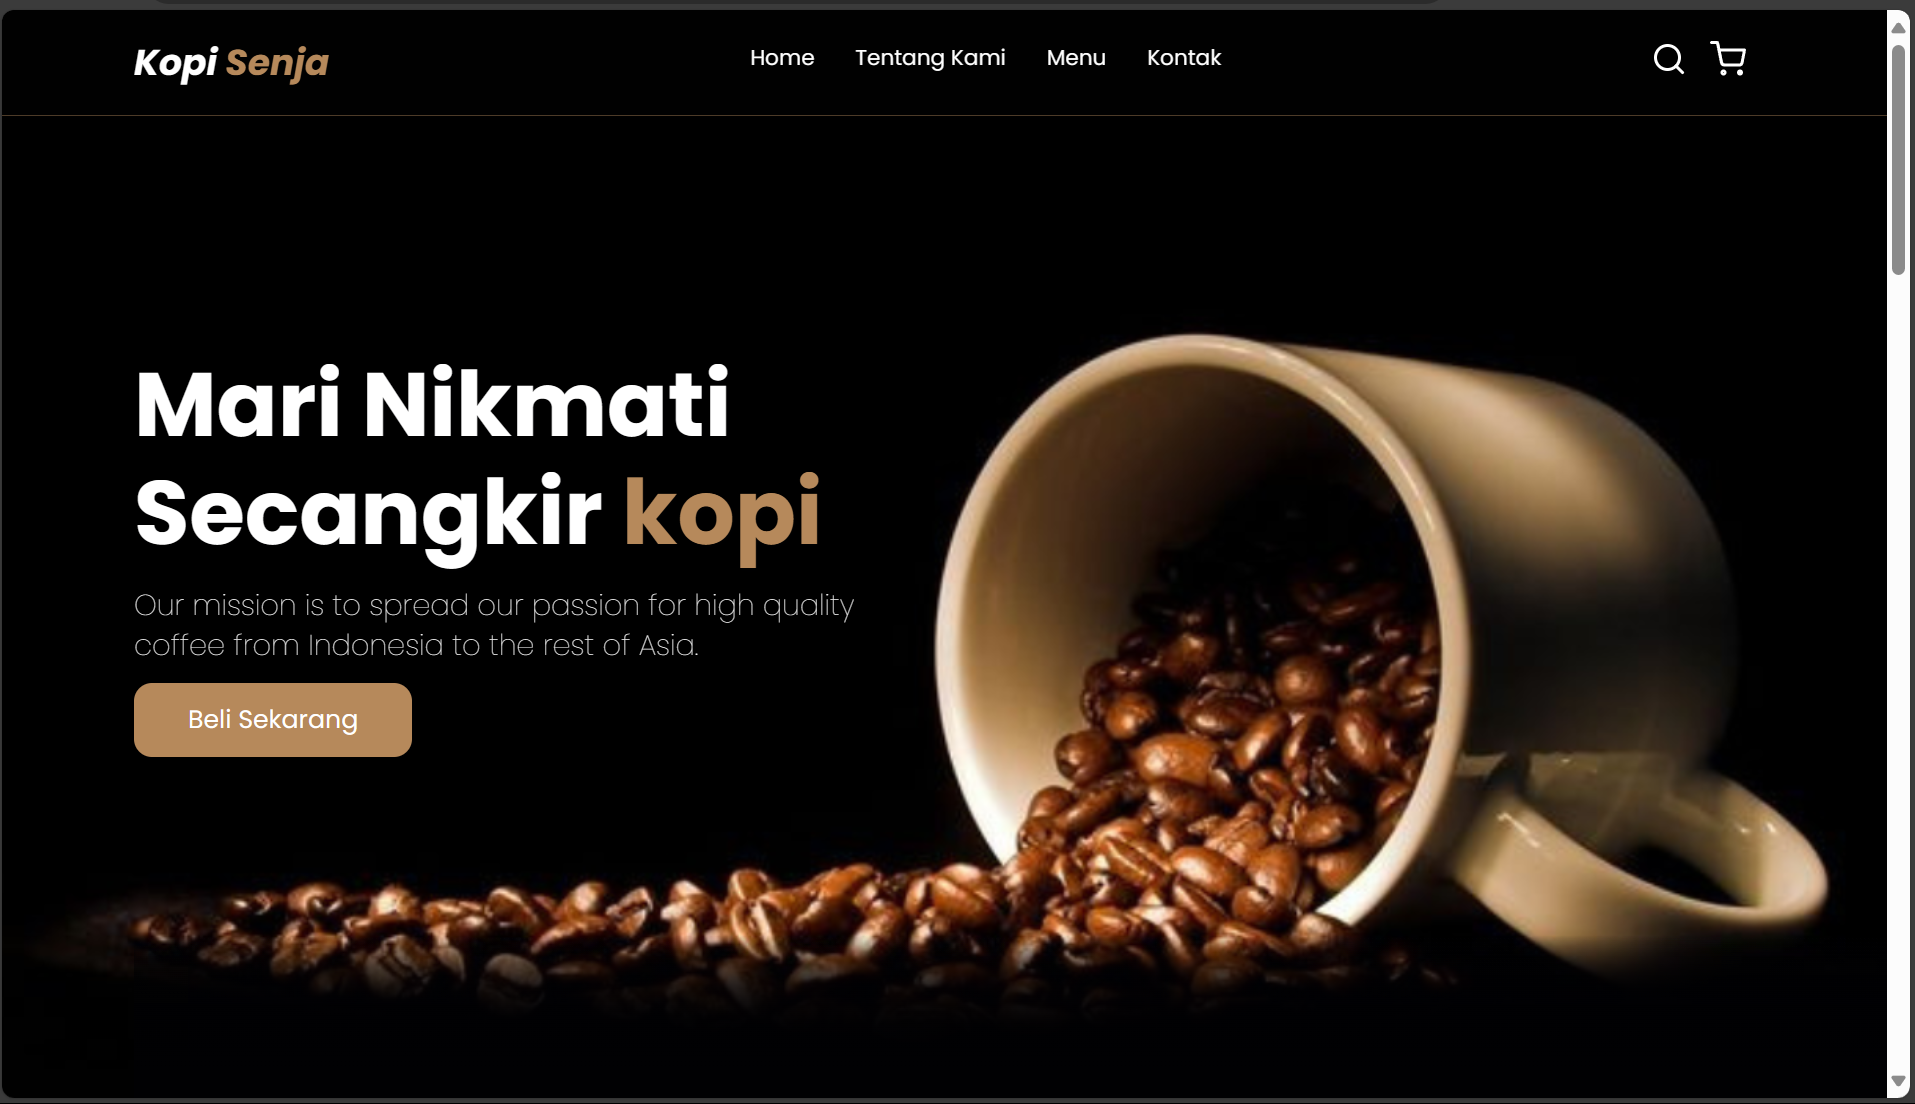 Kopi Senja
Home Tentang Kami Menu Kontak
Mari Nikmati
Secangkir kopi
Our mission is to spread our passion for high quality
coffee from Indonesia to the rest of Asia.
Beli Sekarang